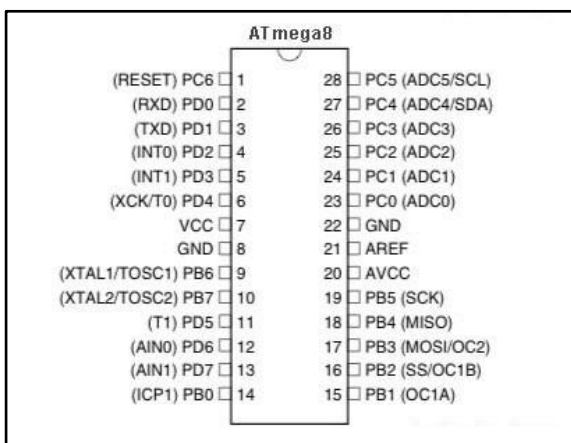 ATmega8
(RESET) PC6 1 28 PC5 (ADC5/SCL)
(RXD) PD0 2 27 PC4 (ADC4/SDA)
(TXD) PD1 3 26 PC3 (ADC3)
(INT0) PD2 4 25 PC2 (ADC2)
(INT1) PD3 5 24 PC1 (ADC1)
(XCK/T0) PD4 6 23 PC0 (ADC0)
VCC 7 22 GND
GND 8 21 AREF
(XTAL1/TOSC1) PB6 9 20 AVCC
(XTAL2/TOSC2) PB7 10 19 PB5 (SCK)
(T1) PD5 11 18 PB4 (MISO)
(AIN0) PD6 12 17 PB3 (MOSI/OC2)
(AIN1) PD7 13 16 PB2 (SS/OC1B)
(ICP1) PB0 14 15 PB1 (OC1A)